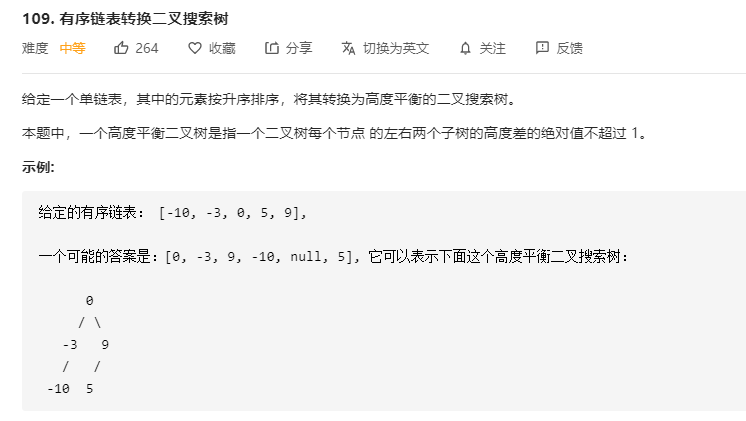 109. 有序链表转换二叉搜索树
难度 中等 264 收藏 分享 切换为英文 关注 反馈
给定一个单链表，其中的元素按升序排序，将其转换为高度平衡的二叉搜索树。
本题中，一个高度平衡二叉树是指一个二叉树每个节点 的左右两个子树的高度差的绝对值不超过 1。
示例:
给定的有序链表： [-10, -3, 0, 5, 9],
一个可能的答案是：[0, -3, 9, -10, null, 5], 它可以表示下面这个高度平衡二叉搜索树：
0
/ \
-3 9
/ /
-10 5